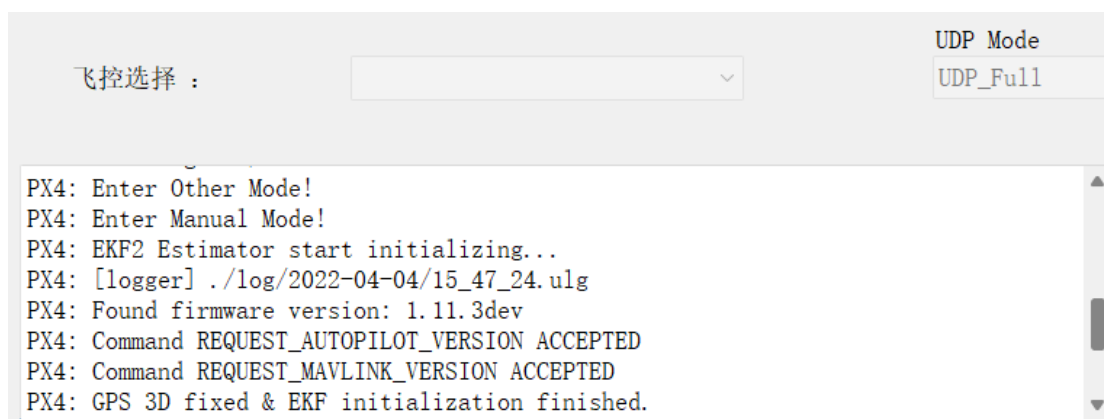 UDP Mode
飞控选择 :
UDP_Full
PX4: Enter Other Mode!
PX4: Enter Manual Mode!
PX4: EKF2 Estimator start initializing...
PX4: [logger] ./log/2022-04-04/15_47_24.ulg
PX4: Found firmware version: 1.11.3dev
PX4: Command REQUEST_AUTOPILOT_VERSION ACCEPTED
PX4: Command REQUEST_MAVLINK_VERSION ACCEPTED
PX4: GPS 3D fixed & EKF initialization finished.